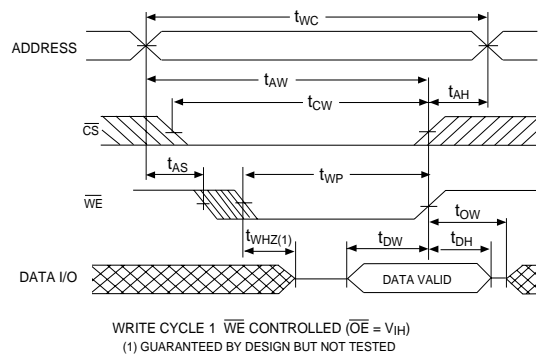 tWC
ADDRESS
tAW
tCW
tAH
CS
tAS
tWP
WE
tOW
tWHZ(1)
tDW
tDH
DATA I/O
DATA VALID
WRITE CYCLE 1 WE CONTROLLED (OE = VIH)
(1) GUARANTEED BY DESIGN BUT NOT TESTED